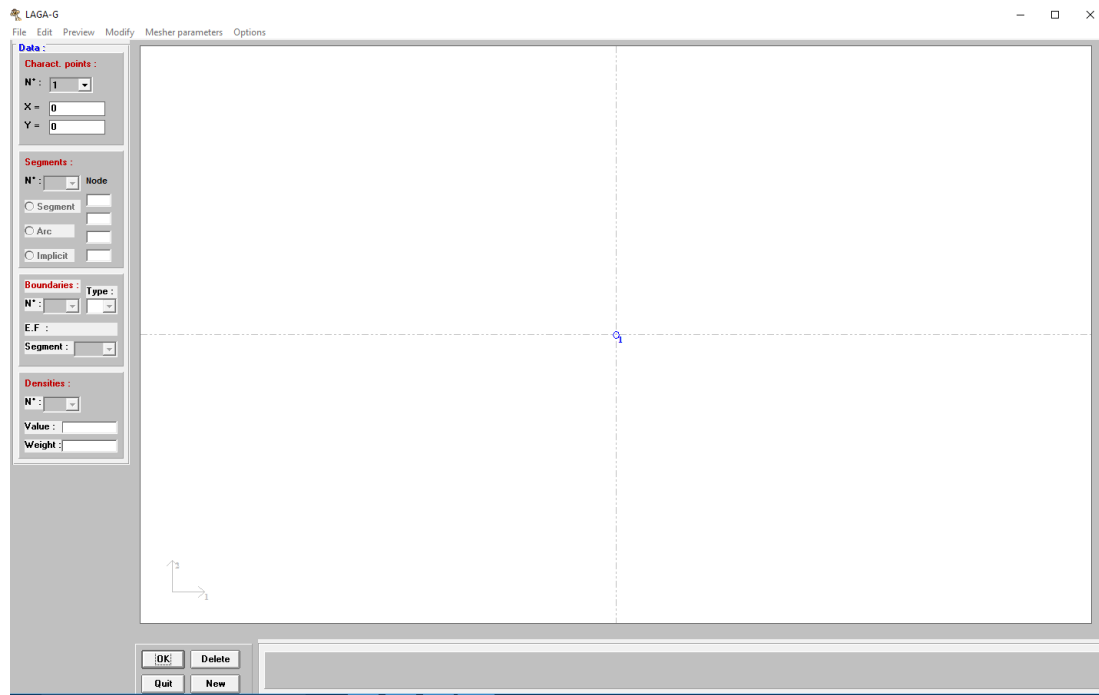 LAGA-G
File Edit Preview Modify Mesher parameters Options
Data :
Charact. points :
N° : 1
X = 0
Y = 0
Segments :
N° : Node
Segment
Arc
Implicit
Boundaries : Type :
N° :
E.F :
Segment :
Densities :
N° :
Value :
Weight :
1
2
1
OK Delete
Quit New